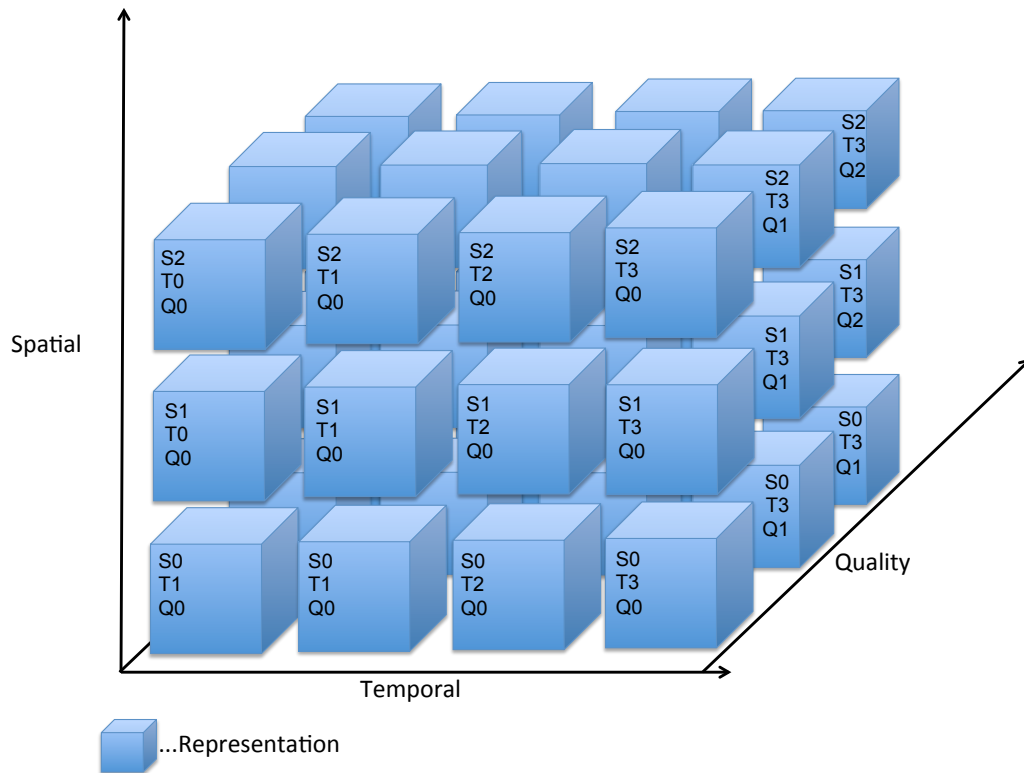 S2
T3
Q2
S2
T3
Q1
S2
T0
Q0
S2
T1
Q0
S2
T2
Q0
S2
T3
Q0
S1
T3
Q2
Spatial
S1
T3
Q1
S1
T0
Q0
S1
T1
Q0
S1
T2
Q0
S1
T3
Q0
S0
T3
Q1
S0
T3
Q1
S0
T1
Q0
S0
T1
Q0
S0
T2
Q0
S0
T3
Q0
Quality
Temporal
...Representation